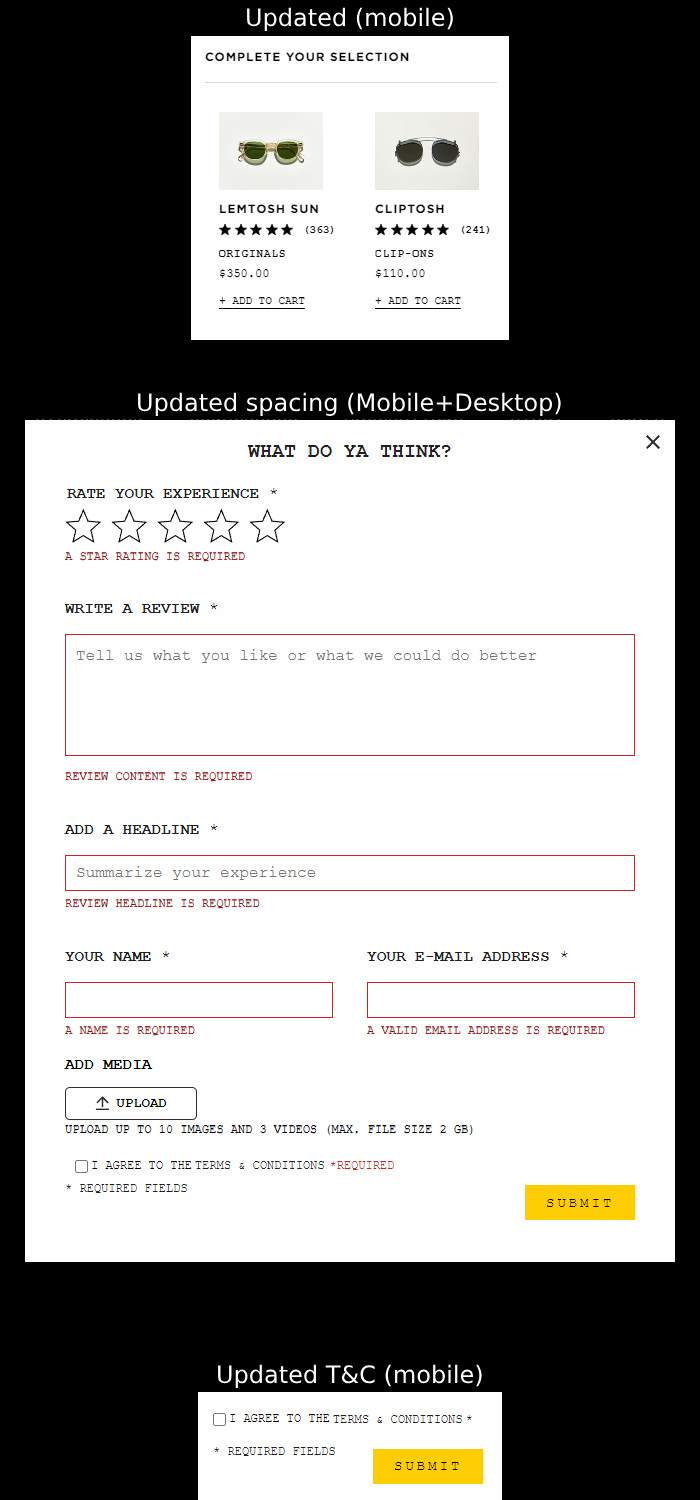 Updated (mobile)
COMPLETE YOUR SELECTION
LEMTOSH SUN
(363)
ORIGINALS
$350.00
+ ADD TO CART
CLIPTOSH
(241)
CLIP-ONS
$110.00
+ ADD TO CART
Updated spacing (Mobile+Desktop)
WHAT DO YA THINK?
RATE YOUR EXPERIENCE *
A STAR RATING IS REQUIRED
WRITE A REVIEW *
Tell us what you like or what we could do better
REVIEW CONTENT IS REQUIRED
ADD A HEADLINE *
Summarize your experience
REVIEW HEADLINE IS REQUIRED
YOUR NAME *
A NAME IS REQUIRED
YOUR E-MAIL ADDRESS *
A VALID EMAIL ADDRESS IS REQUIRED
ADD MEDIA
UPLOAD
UPLOAD UP TO 10 IMAGES AND 3 VIDEOS (MAX. FILE SIZE 2 GB)
I AGREE TO THE TERMS & CONDITIONS *REQUIRED
* REQUIRED FIELDS
SUBMIT
Updated T&C (mobile)
I AGREE TO THE TERMS & CONDITIONS *
* REQUIRED FIELDS
SUBMIT